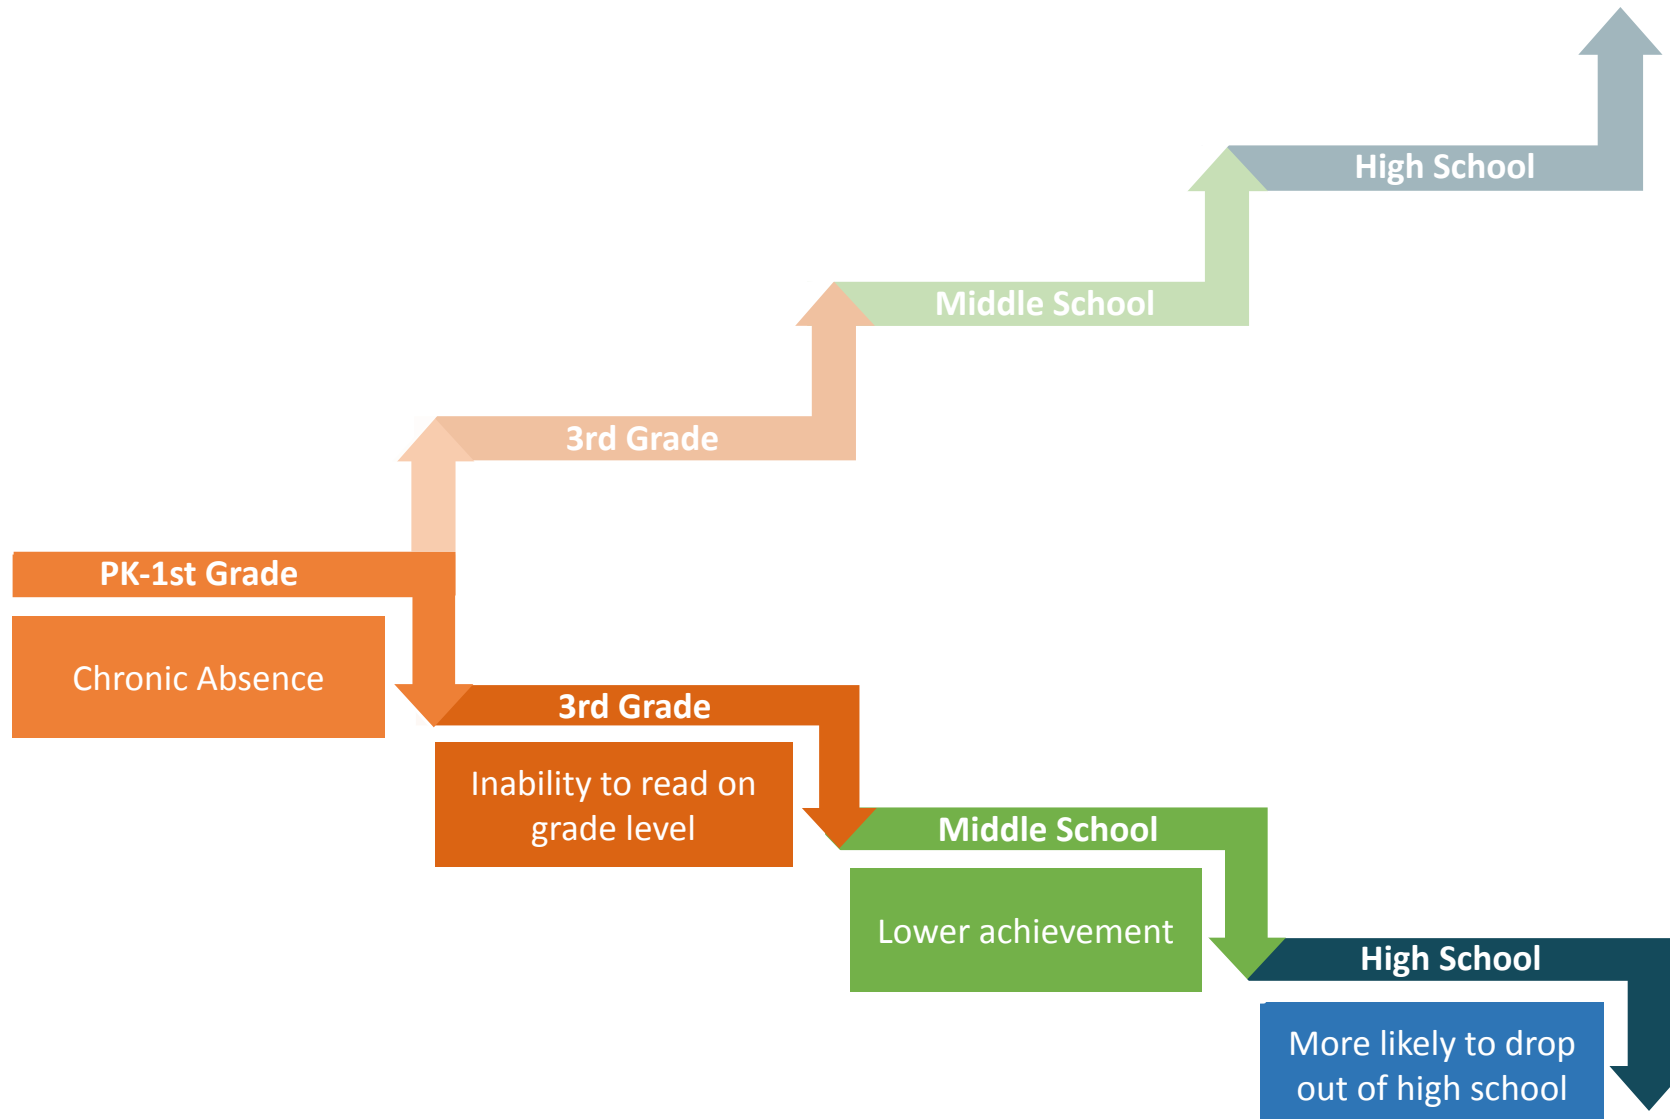 High School
Middle School
3rd Grade
PK-1st Grade
Chronic Absence
3rd Grade
Inability to read on
grade level
Middle School
Lower achievement
High School
More likely to drop
out of high school